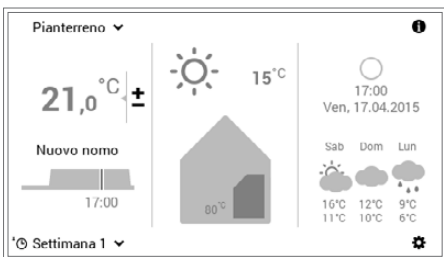 Pianterreno
21,0 °C ±
Nuovo nomo
17:00
Settimana 1
15°C
80°C
17:00
Ven, 17.04.2015
Sab Dom Lun
16°C 12°C 9°C
11°C 10°C 6°C